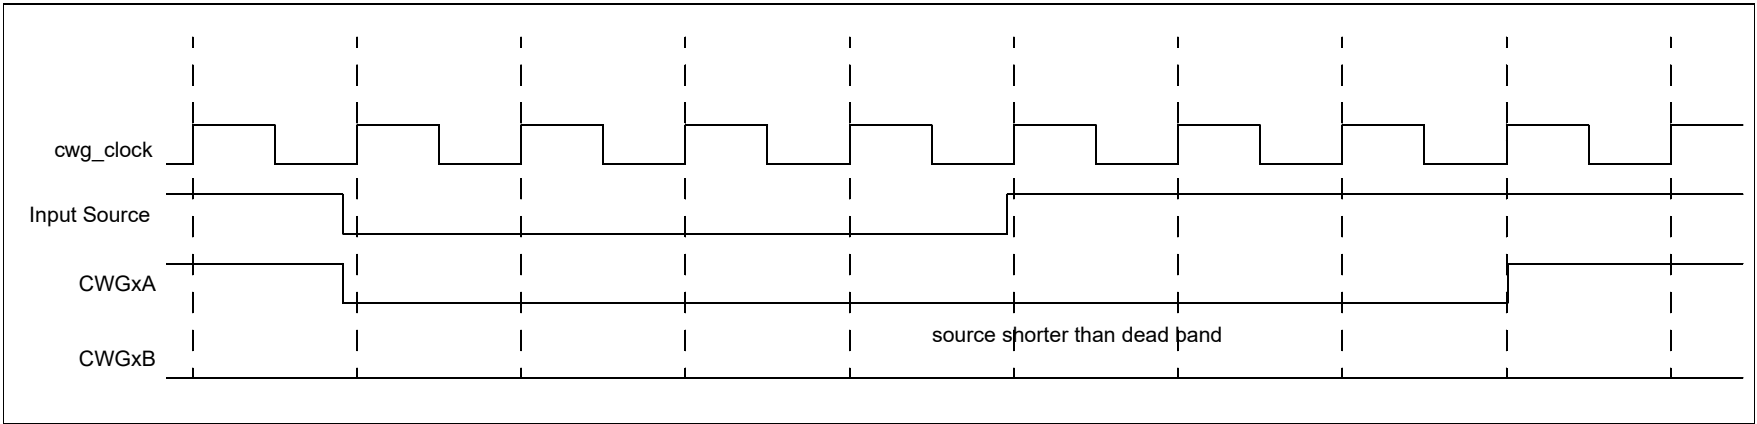 cwg_clock
Input Source
CWGxA
source shorter than dead band
CWGxB